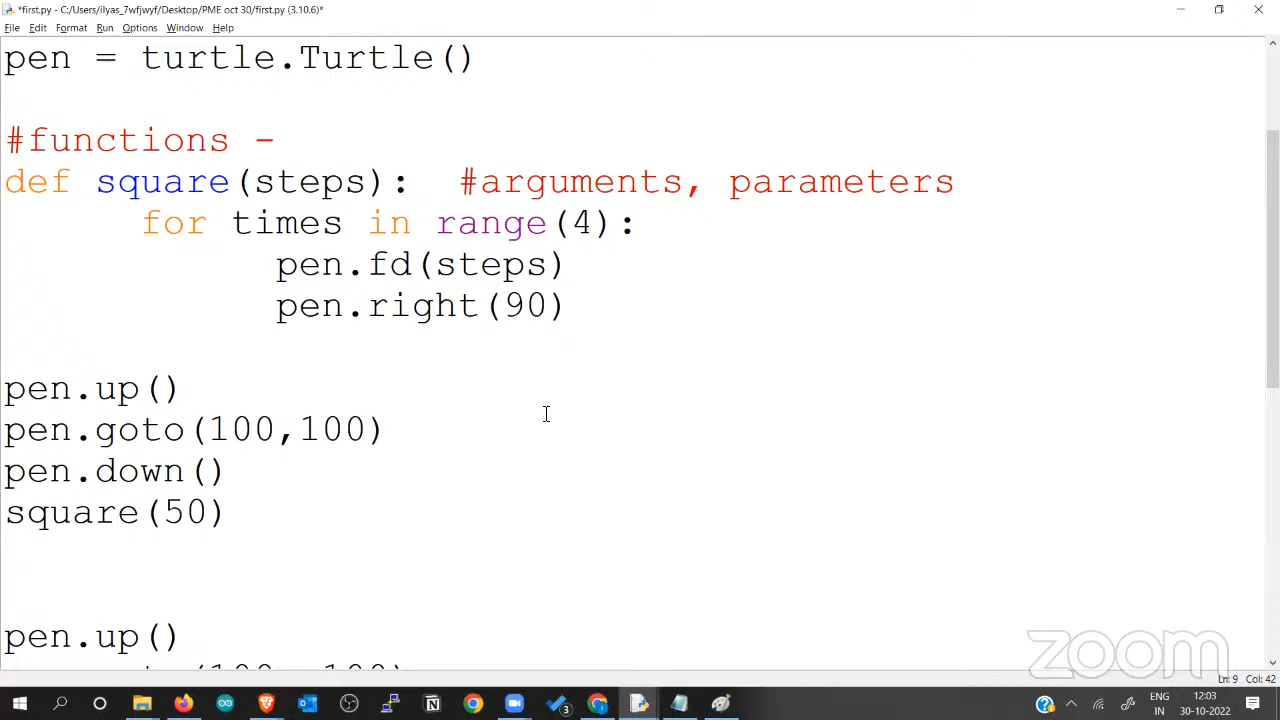 *first.py - C:/Users/ilyas_7wfjwyf/Desktop/PME oct 30/first.py (3.10.6)*
File Edit Format Run Options Window Help
pen = turtle.Turtle()
#functions -
def square(steps):  #arguments, parameters
      for times in range(4):
            pen.fd(steps)
            pen.right(90)
pen.up()
pen.goto(100,100)
pen.down()
square(50)
pen.up()
zoom
Ln: 9 Col: 42
3
ENG
IN
12:03
30-10-2022